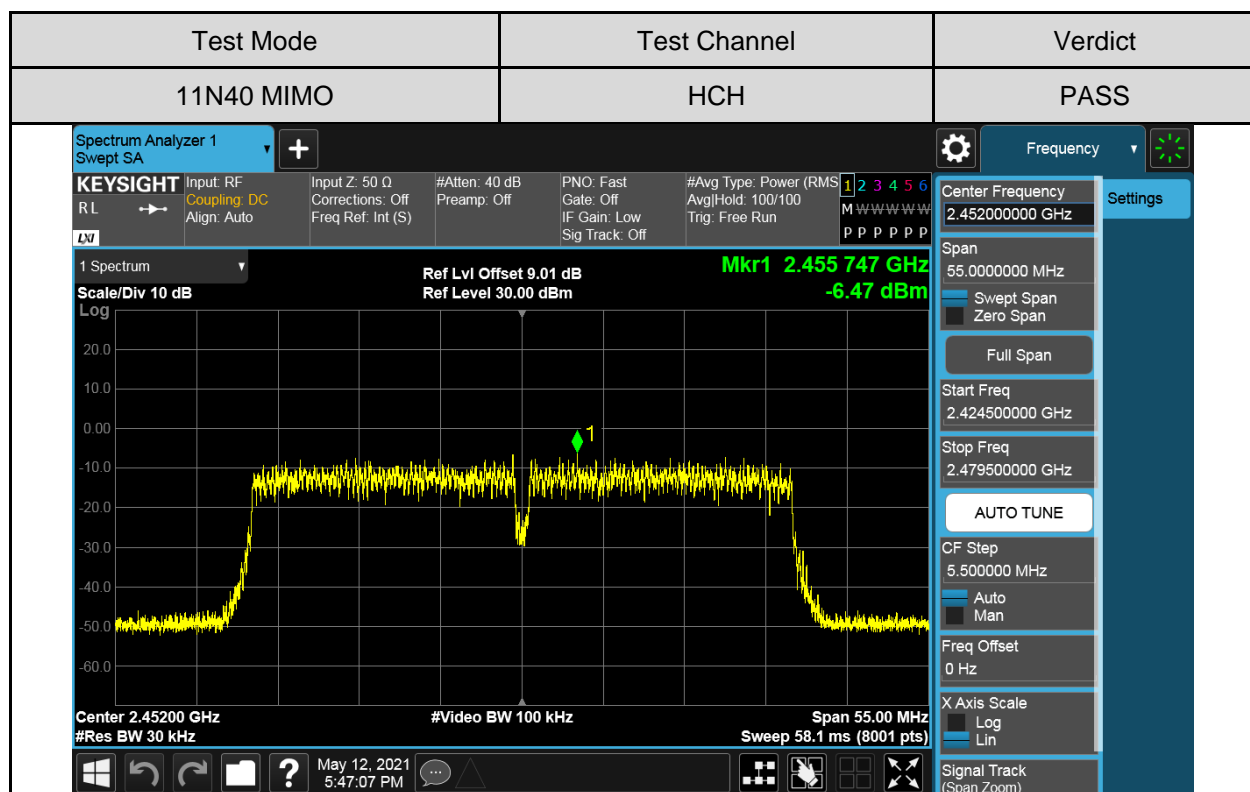 Test Mode Test Channel Verdict
11N40 MIMO HCH PASS
Spectrum Analyzer 1
Swept SA
Frequency
KEYSIGHT
RL
LXI
Input: RF
Coupling: DC
Align: Auto
Input Z: 50 Ω
Corrections: Off
Freq Ref: Int (S)
#Atten: 40 dB
Preamp: Off
PNO: Fast
Gate: Off
IF Gain: Low
Sig Track: Off
#Avg Type: Power (RMS
Avg|Hold: 100/100
Trig: Free Run
1 2 3 4 5 6
M W W W W W
P P P P P P
1 Spectrum
Scale/Div 10 dB
Log
Ref Lvl Offset 9.01 dB
Ref Level 30.00 dBm
Mkr1 2.455 747 GHz
-6.47 dBm
20.0
10.0
0.00
-10.0
-20.0
-30.0
-40.0
-50.0
-60.0
1
Center 2.45200 GHz
#Res BW 30 kHz
#Video BW 100 kHz
Span 55.00 MHz
Sweep 58.1 ms (8001 pts)
Center Frequency
2.452000000 GHz
Settings
Span
55.0000000 MHz
Swept Span
Zero Span
Full Span
Start Freq
2.424500000 GHz
Stop Freq
2.479500000 GHz
AUTO TUNE
CF Step
5.500000 MHz
Auto
Man
Freq Offset
0 Hz
X Axis Scale
Log
Lin
Signal Track
(Span Zoom)
?
May 12, 2021
5:47:07 PM